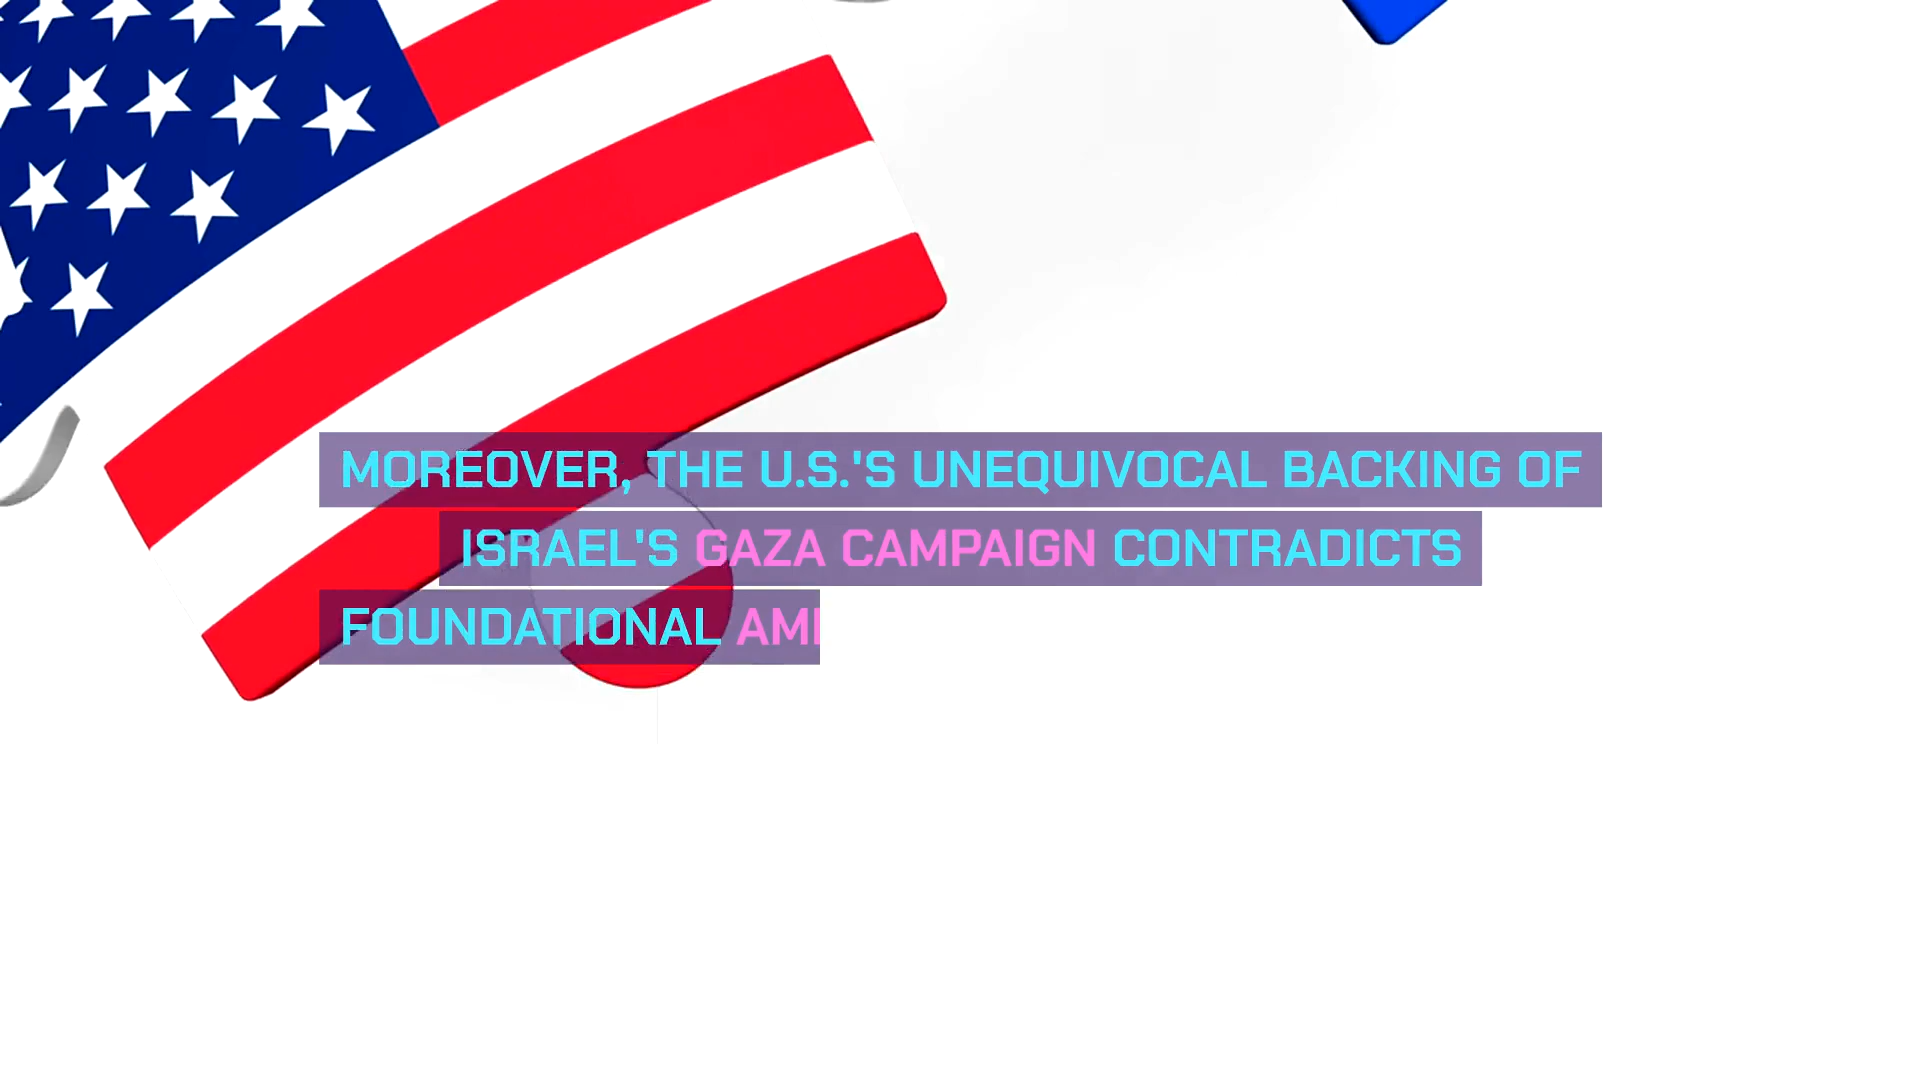 MOREOVER, THE U.S.'S UNEQUIVOCAL BACKING OF
ISRAEL'S GAZA CAMPAIGN CONTRADICTS
FOUNDATIONAL